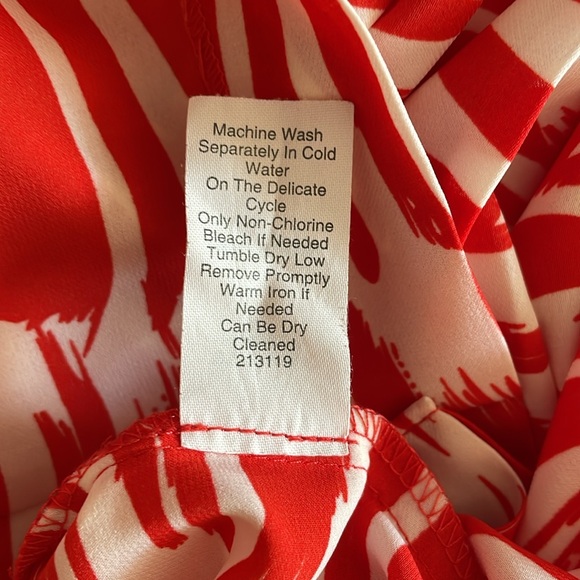 Machine Wash
Separately In Cold
Water
On The Delicate
Cycle
Only Non-Chlorine
Bleach If Needed
Tumble Dry Low
Remove Promptly
Warm Iron If
Needed
Can Be Dry
Cleaned
213119